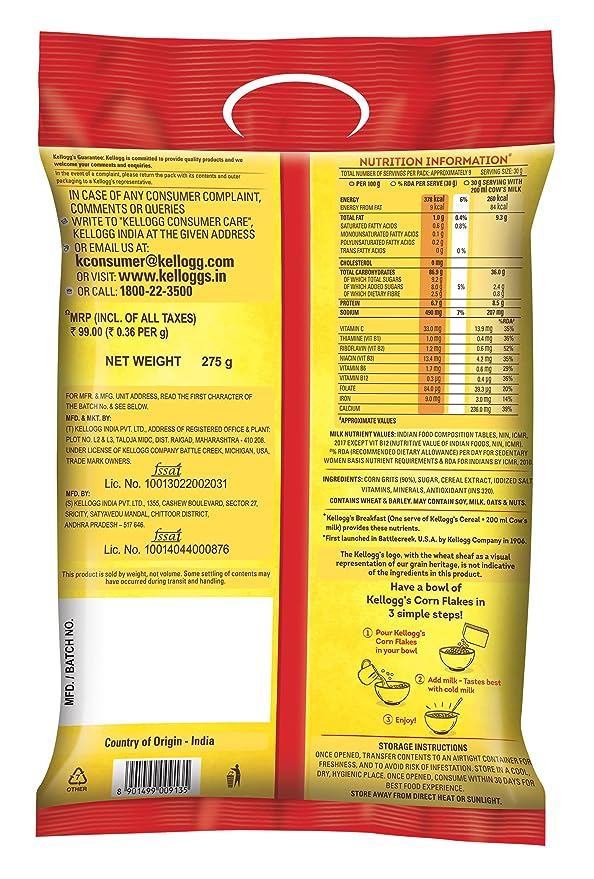 Kellogg's Guarantee: Kellogg is committed to provide quality products and we
welcome your comments and enquiries.
In the event of a complaint, please return the pack with its contents and outer
packaging to a Kellogg's representative.
IN CASE OF ANY CONSUMER COMPLAINT,
COMMENTS OR QUERIES
WRITE TO "KELLOGG CONSUMER CARE",
KELLOGG INDIA AT THE GIVEN ADDRESS
OR EMAIL US AT:
kconsumer@kellogg.com
OR VISIT: www.kelloggs.in
OR CALL: 1800-22-3500
ΩMRP (INCL. OF ALL TAXES)
₹ 99.00 (₹ 0.36 PER g)
NET WEIGHT 275 g
FOR MFR. & MFG. UNIT ADDRESS, READ THE FIRST CHARACTER OF
THE BATCH No. & SEE BELOW.
MFD. & MKT. BY:
(T) KELLOGG INDIA PVT. LTD., ADDRESS OF REGISTERED OFFICE & PLANT:
PLOT NO. L2 & L3, TALOJA MIDC, DIST. RAIGAD, MAHARASHTRA - 410 208.
UNDER LICENSE OF KELLOGG COMPANY BATTLE CREEK, MICHIGAN, USA,
TRADE MARK OWNERS.
fssai
Lic. No. 10013022002031
MFD. BY:
(S) KELLOGG INDIA PVT. LTD., 1355, CASHEW BOULEVARD, SECTOR 27,
SRICITY, SATYAVEDU MANDAL, CHITTOOR DISTRICT,
ANDHRA PRADESH – 517 646.
fssai
Lic. No. 10014044000876
This product is sold by weight, not volume. Some settling of contents may
have occurred during transit and handling.
MFD. / BATCH NO.
Country of Origin - India
OTHER
8 901499 009135
NUTRITION INFORMATION#
TOTAL NUMBER OF SERVINGS PER PACK: APPROXIMATELY 9 SERVING SIZE: 30 g
PER 100 g % RDA PER SERVE (30 g) 30 g SERVING WITH
200 ml COW'S MILK
ENERGY 378 kcal 6% 260 kcal
ENERGY FROM FAT 9 kcal 84 kcal
TOTAL FAT 1.0 g 0.4% 9.3 g
SATURATED FATTY ACIDS 0.6 g 0.8%
MONOUNSATURATED FATTY ACIDS 0.1 g
POLYUNSATURATED FATTY ACIDS 0.2 g
TRANS FATTY ACIDS 0 g 0 %
CHOLESTEROL 0 mg
TOTAL CARBOHYDRATES 86.9 g 36.0 g
OF WHICH TOTAL SUGARS 9.2 g
OF WHICH ADDED SUGARS 8.0 g 5% 2.4 g
OF WHICH DIETARY FIBRE 2.5 g 0.8 g
PROTEIN 6.7 g 8.5 g
SODIUM 490 mg 7% 207 mg
%RDA
VITAMIN C 33.0 mg 13.9 mg 35%
THIAMINE (VIT B1) 1.0 mg 0.4 mg 36%
RIBOFLAVIN (VIT B2) 1.2 mg 0.6 mg 52%
NIACIN (VIT B3) 13.4 mg 4.2 mg 35%
VITAMIN B6 1.7 mg 0.6 mg 29%
VITAMIN B12 0.3 µg 0.4 µg 36%
FOLATE 84.0 µg 39.3 µg 20%
IRON 9.0 mg 3.0 mg 14%
CALCIUM 236.0 mg 39%
#APPROXIMATE VALUES
MILK NUTRIENT VALUES: INDIAN FOOD COMPOSITION TABLES, NIN, ICMR,
2017 EXCEPT VIT B12 (NUTRITIVE VALUE OF INDIAN FOODS, NIN, ICMR).
% RDA (RECOMMENDED DIETARY ALLOWANCE) PER DAY FOR SEDENTARY
WOMEN BASIS NUTRIENT REQUIREMENTS & RDA FOR INDIANS BY ICMR,
INGREDIENTS: CORN GRITS (90%), SUGAR, CEREAL EXTRACT, IODIZED SALT
VITAMINS, MINERALS, ANTIOXIDANT (INS 320).
CONTAINS WHEAT & BARLEY. MAY CONTAIN SOY, MILK, OATS & NUTS.
+Kellogg's Breakfast (One serve of Kellogg's Cereal + 200 ml Cow's
milk) provides these nutrients.
*First launched in Battlecreek, U.S.A. by Kellogg Company in 1906.
The Kellogg's logo, with the wheat sheaf as a visual
representation of our grain heritage, is not indicative
of the ingredients in this product.
Have a bowl of
Kellogg's Corn Flakes in
3 simple steps!
1 Pour Kellogg's
Corn Flakes
in your bowl
2 Add milk - Tastes best
with cold milk
3 Enjoy!
STORAGE INSTRUCTIONS
ONCE OPENED, TRANSFER CONTENTS TO AN AIRTIGHT CONTAINER FOR
FRESHNESS, AND TO AVOID RISK OF INFESTATION. STORE IN A COOL,
DRY, HYGIENIC PLACE. ONCE OPENED, CONSUME WITHIN 30 DAYS FOR
BEST FOOD EXPERIENCE.
STORE AWAY FROM DIRECT HEAT OR SUNLIGHT.